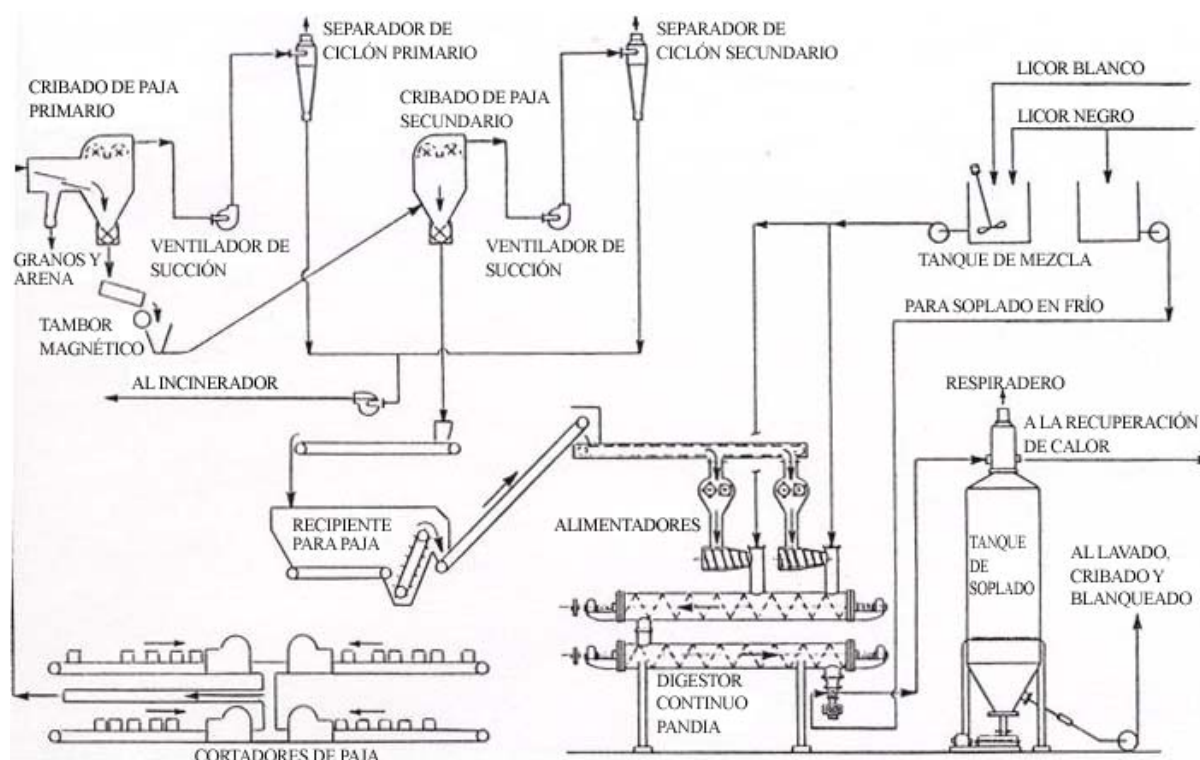 SEPARADOR DE
CICLÓN PRIMARIO
SEPARADOR DE
CICLÓN SECUNDARIO
CRIBADO DE PAJA
PRIMARIO
CRIBADO DE PAJA
SECUNDARIO
LICOR BLANCO
LICOR NEGRO
GRANOS Y
ARENA
VENTILADOR DE
SUCCIÓN
VENTILADOR DE
SUCCIÓN
TANQUE DE MEZCLA
TAMBOR
MAGNÉTICO
PARA SOPLADO EN FRÍO
AL INCINERADOR
RESPIRADERO
A LA RECUPERACIÓN
DE CALOR
RECIPIENTE
PARA PAJA
ALIMENTADORES
TANQUE
DE
SOPLADO
AL LAVADO,
CRIBADO Y
BLANQUEADO
DIGESTOR
CONTINUO
PANDIA
CORTADORES DE PAJA